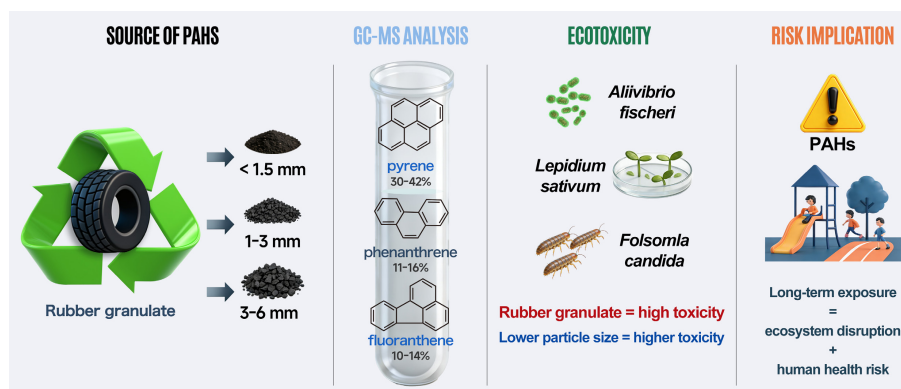 SOURCE OF PAHS
< 1.5 mm
1-3 mm
3-6 mm
Rubber granulate
GC-MS ANALYSIS
pyrene
30-42%
phenanthrene
11-16%
fluoranthene
10-14%
ECOTOXICITY
Aliivibrio
fischeri
Lepidium
sativum
Folsomla
candida
Rubber granulate = high toxicity
Lower particle size = higher toxicity
RISK IMPLICATION
PAHs
Long-term exposure
=
ecosystem disruption
+
human health risk